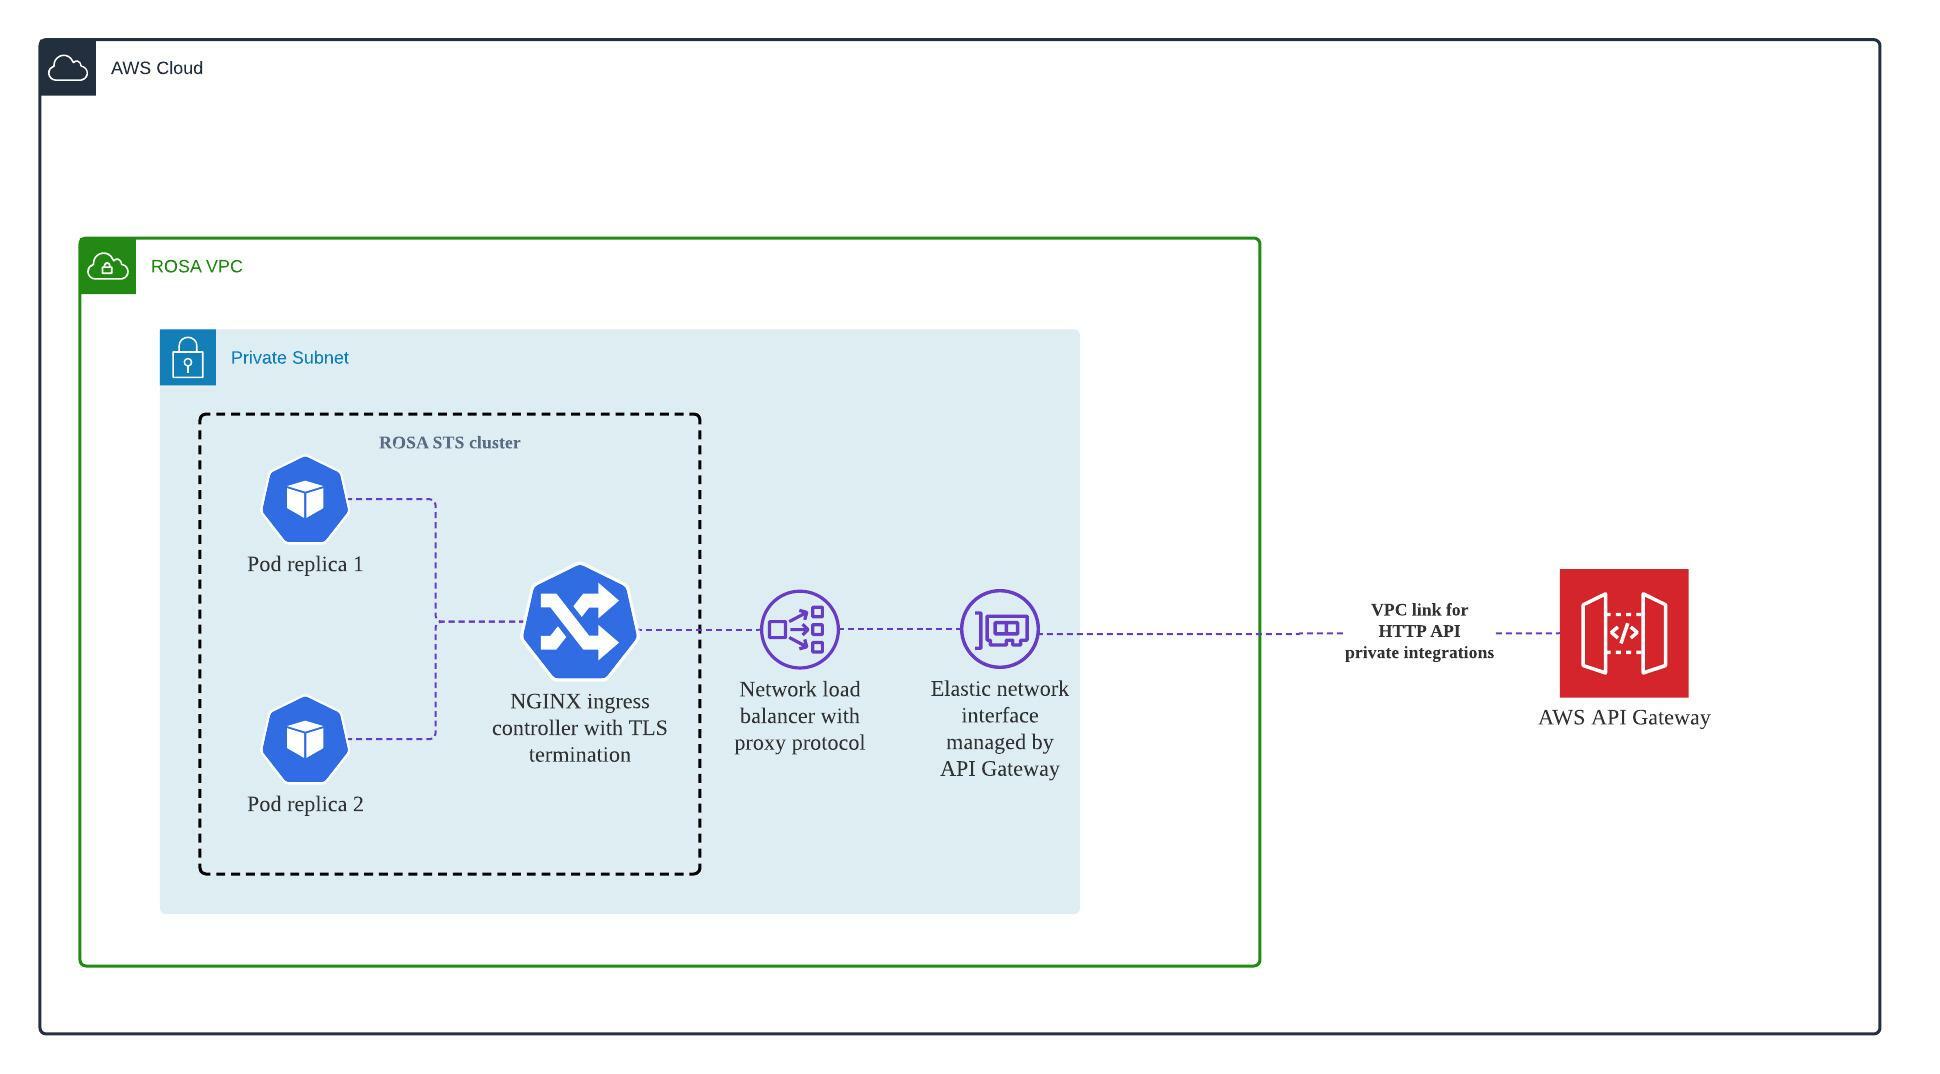 AWS Cloud
ROSA VPC
Private Subnet
ROSA STS cluster
Pod replica 1
Pod replica 2
NGINX ingress
controller with TLS
termination
Network load
balancer with
proxy protocol
Elastic network
interface
managed by
API Gateway
VPC link for
HTTP API
private integrations
AWS API Gateway